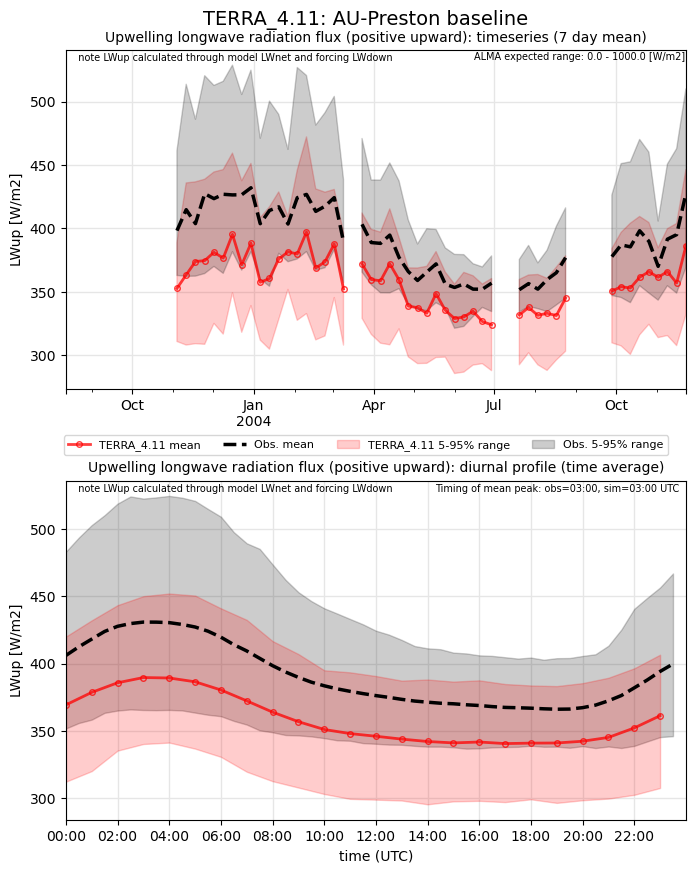 TERRA_4.11: AU-Preston baseline
Upwelling longwave radiation flux (positive upward): timeseries (7 day mean)
note LWup calculated through model LWnet and forcing LWdown
ALMA expected range: 0.0 - 1000.0 [W/m2]
LWup [W/m2]
500
450
400
350
300
Oct
Jan
2004
Apr
Jul
Oct
TERRA_4.11 mean
Obs. mean
TERRA_4.11 5-95% range
Obs. 5-95% range
Upwelling longwave radiation flux (positive upward): diurnal profile (time average)
note LWup calculated through model LWnet and forcing LWdown
Timing of mean peak: obs=03:00, sim=03:00 UTC
LWup [W/m2]
500
450
400
350
300
00:00
02:00
04:00
06:00
08:00
10:00
12:00
14:00
16:00
18:00
20:00
22:00
time (UTC)